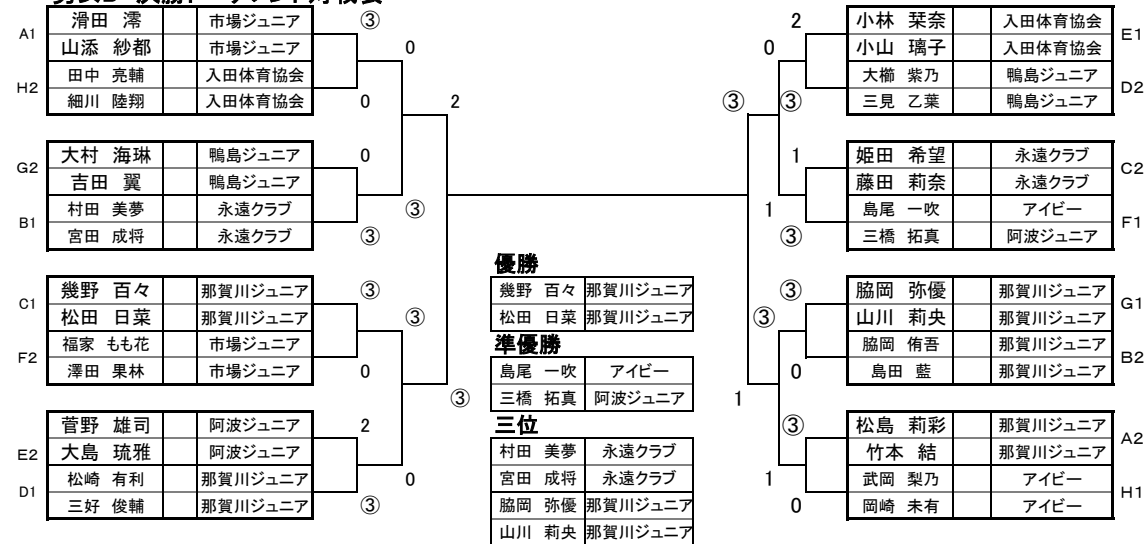 A1
滑田 澪 市場ジュニア ③
山添 紗都 市場ジュニア
0
H2
田中 亮輔 入田体育協会
細川 陸翔 入田体育協会 0
2
G2
大村 海琳 鴨島ジュニア 0
吉田 翼 鴨島ジュニア
B1
村田 美夢 永遠クラブ ③
宮田 成将 永遠クラブ ③
C1
幾野 百々 那賀川ジュニア ③
松田 日菜 那賀川ジュニア ③
F2
福家 もも花 市場ジュニア
澤田 果林 市場ジュニア 0
③
E2
菅野 雄司 阿波ジュニア 2
大島 琉雅 阿波ジュニア
D1
松崎 有利 那賀川ジュニア 0
三好 俊輔 那賀川ジュニア ③
優勝
幾野 百々 那賀川ジュニア
松田 日菜 那賀川ジュニア
準優勝
島尾 一吹 アイビー
三橋 拓真 阿波ジュニア
三位
村田 美夢 永遠クラブ
宮田 成将 永遠クラブ
脇岡 弥優 那賀川ジュニア
山川 莉央 那賀川ジュニア
2 小林 栞奈 入田体育協会
E1
0 小山 璃子 入田体育協会
大櫛 紫乃 鴨島ジュニア
D2
③ ③ 三見 乙葉 鴨島ジュニア
1 姫田 希望 永遠クラブ
C2
藤田 莉奈 永遠クラブ
1 島尾 一吹 アイビー
F1
③ 三橋 拓真 阿波ジュニア
③ 脇岡 弥優 那賀川ジュニア
G1
③ 山川 莉央 那賀川ジュニア
脇岡 侑吾 那賀川ジュニア
B2
0 島田 藍 那賀川ジュニア
1
③ 松島 莉彩 那賀川ジュニア
A2
竹本 結 那賀川ジュニア
1 武岡 梨乃 アイビー
H1
0 岡崎 未有 アイビー